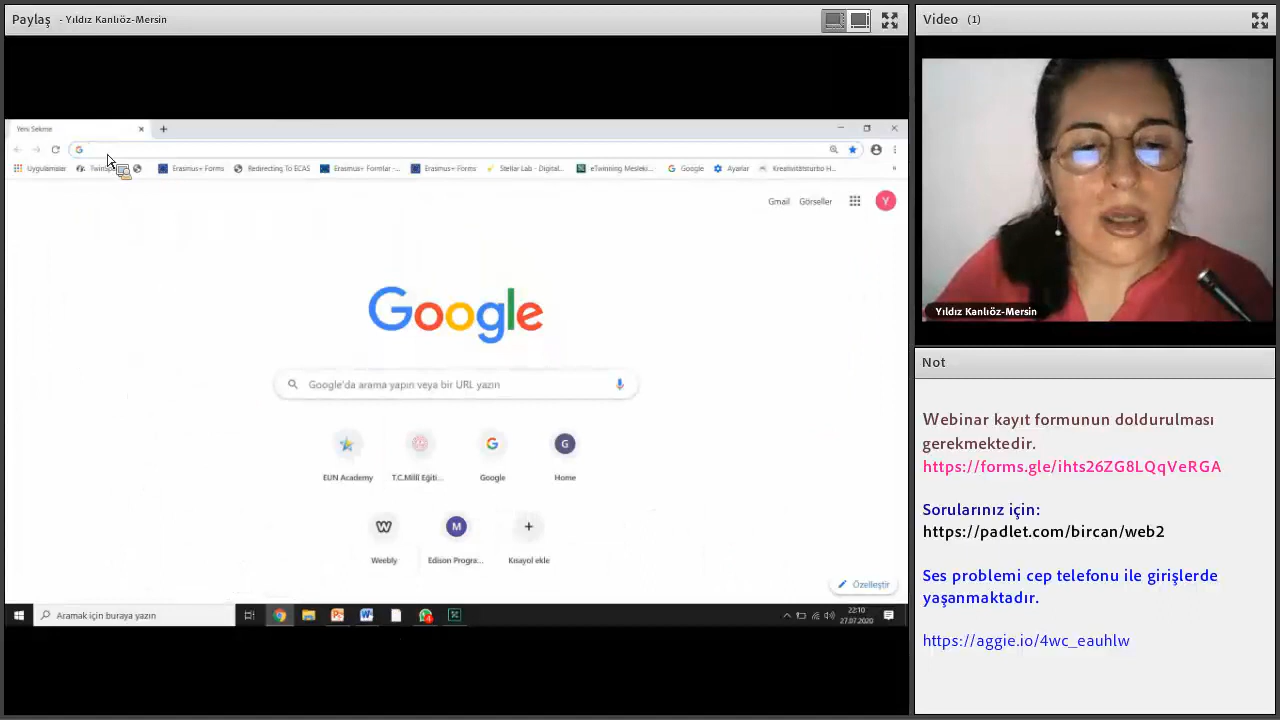 Paylaş - Yıldız Kanlıöz-Mersin
Yeni Sekme
Uygulamalar
Erasmus+ Forms
Redirecting To ECAS
Erasmus+ Formlar -...
Erasmus+ Forms
Stellar Lab - Digital...
eTwinning Mesleki...
Google
Ayarlar
Kreativitätsturbo H...
Gmail Görseller
Y
Google
Google'da arama yapın veya bir URL yazın
G
EUN Academy
T.C.Millî Eğiti...
Google
Home
M
Weebly
Edison Progra...
Kısayol ekle
Özelleştir
Aramak için buraya yazın
22:10
27.07.2020
Video (1)
Yıldız Kanlıöz-Mersin
Not
Webinar kayıt formunun doldurulması
gerekmektedir.
https://forms.gle/ihts26ZG8LQqVeRGA
Sorularınız için:
https://padlet.com/bircan/web2
Ses problemi cep telefonu ile girişlerde
yaşanmaktadır.
https://aggie.io/4wc_eauhlw